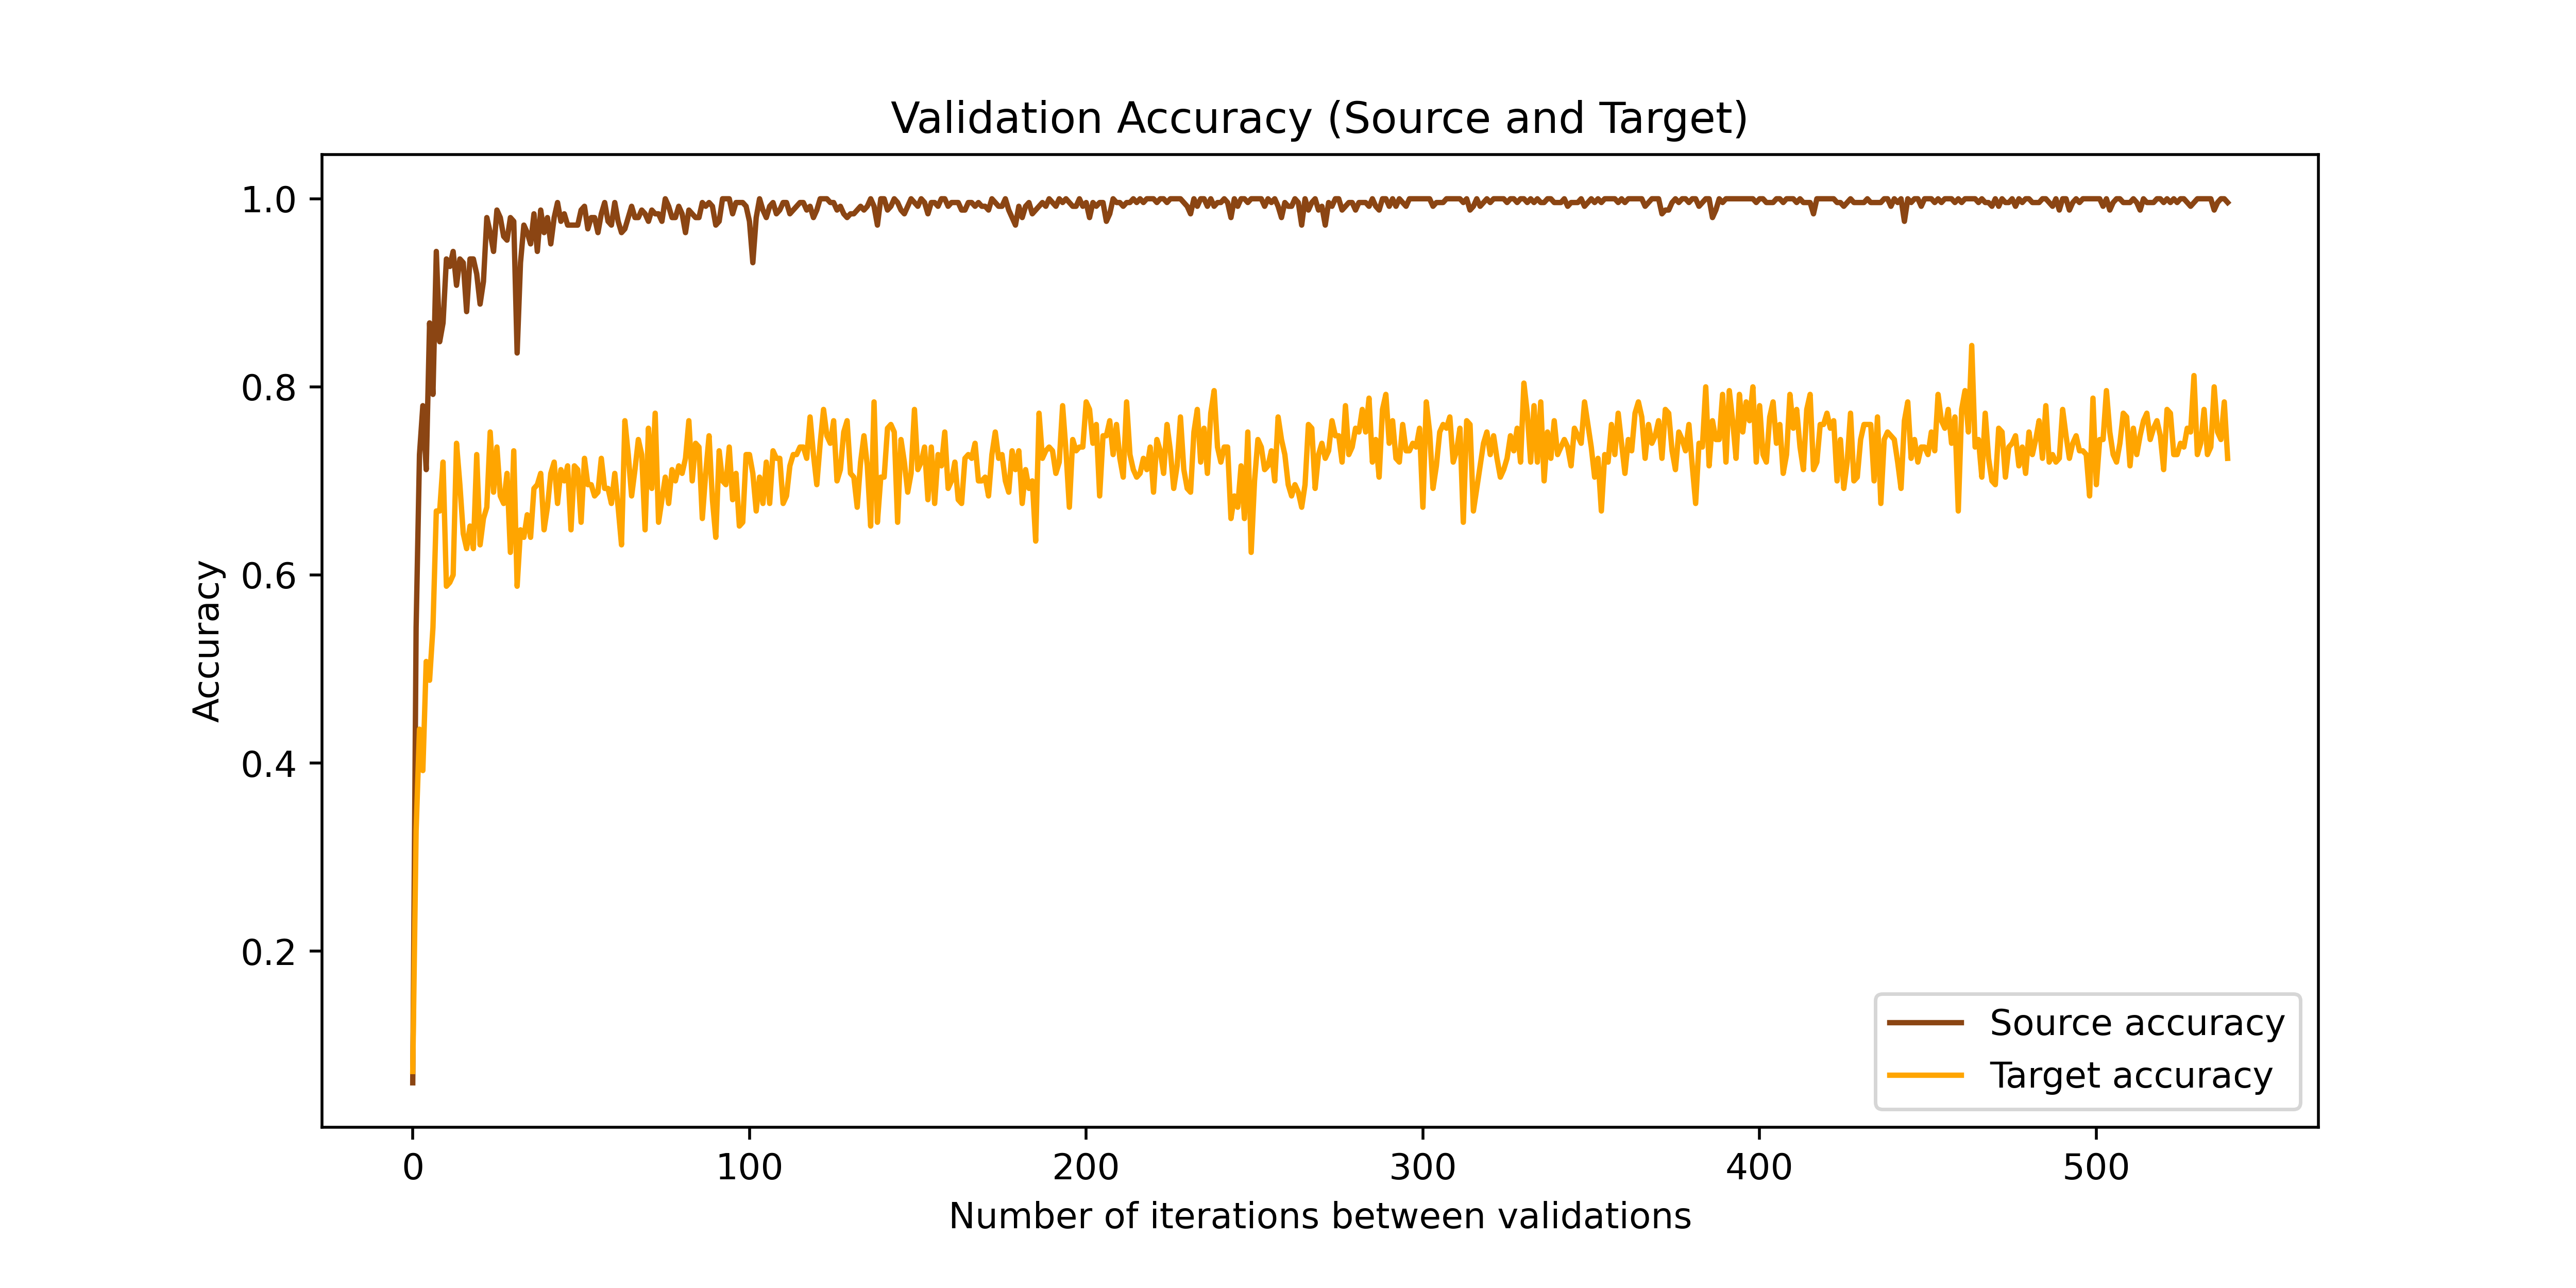 Validation Accuracy (Source and Target)
1.0
0.8
0.6
0.4
0.2
Accuracy
0 100 200 300 400 500
Number of iterations between validations
Source accuracy
Target accuracy